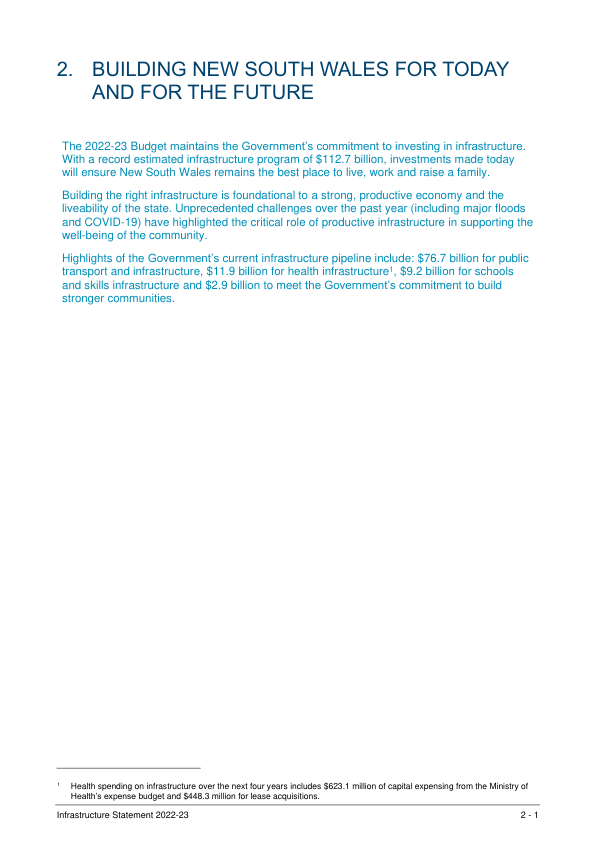 2. BUILDING NEW SOUTH WALES FOR TODAY
AND FOR THE FUTURE
The 2022-23 Budget maintains the Government's commitment to investing in infrastructure.
With a record estimated infrastructure program of $112.7 billion, investments made today
will ensure New South Wales remains the best place to live, work and raise a family.
Building the right infrastructure is foundational to a strong, productive economy and the
liveability of the state. Unprecedented challenges over the past year (including major floods
and COVID-19) have highlighted the critical role of productive infrastructure in supporting the
well-being of the community.
Highlights of the Government's current infrastructure pipeline include: $76.7 billion for public
transport and infrastructure, $11.9 billion for health infrastructure¹, $9.2 billion for schools
and skills infrastructure and $2.9 billion to meet the Government's commitment to build
stronger communities.
¹ Health spending on infrastructure over the next four years includes $623.1 million of capital expensing from the Ministry of
Health's expense budget and $448.3 million for lease acquisitions.
Infrastructure Statement 2022-23 2 - 1